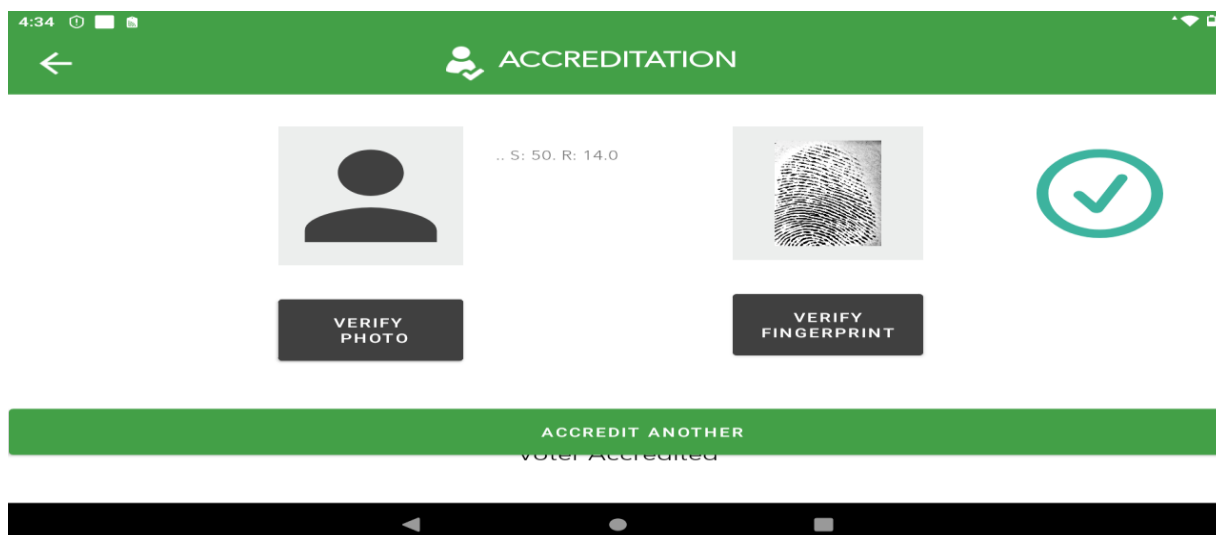 4:34
ACCREDITATION
.. S: 50. R: 14.0
VERIFY
PHOTO
VERIFY
FINGERPRINT
ACCREDIT ANOTHER
Voter Accredited